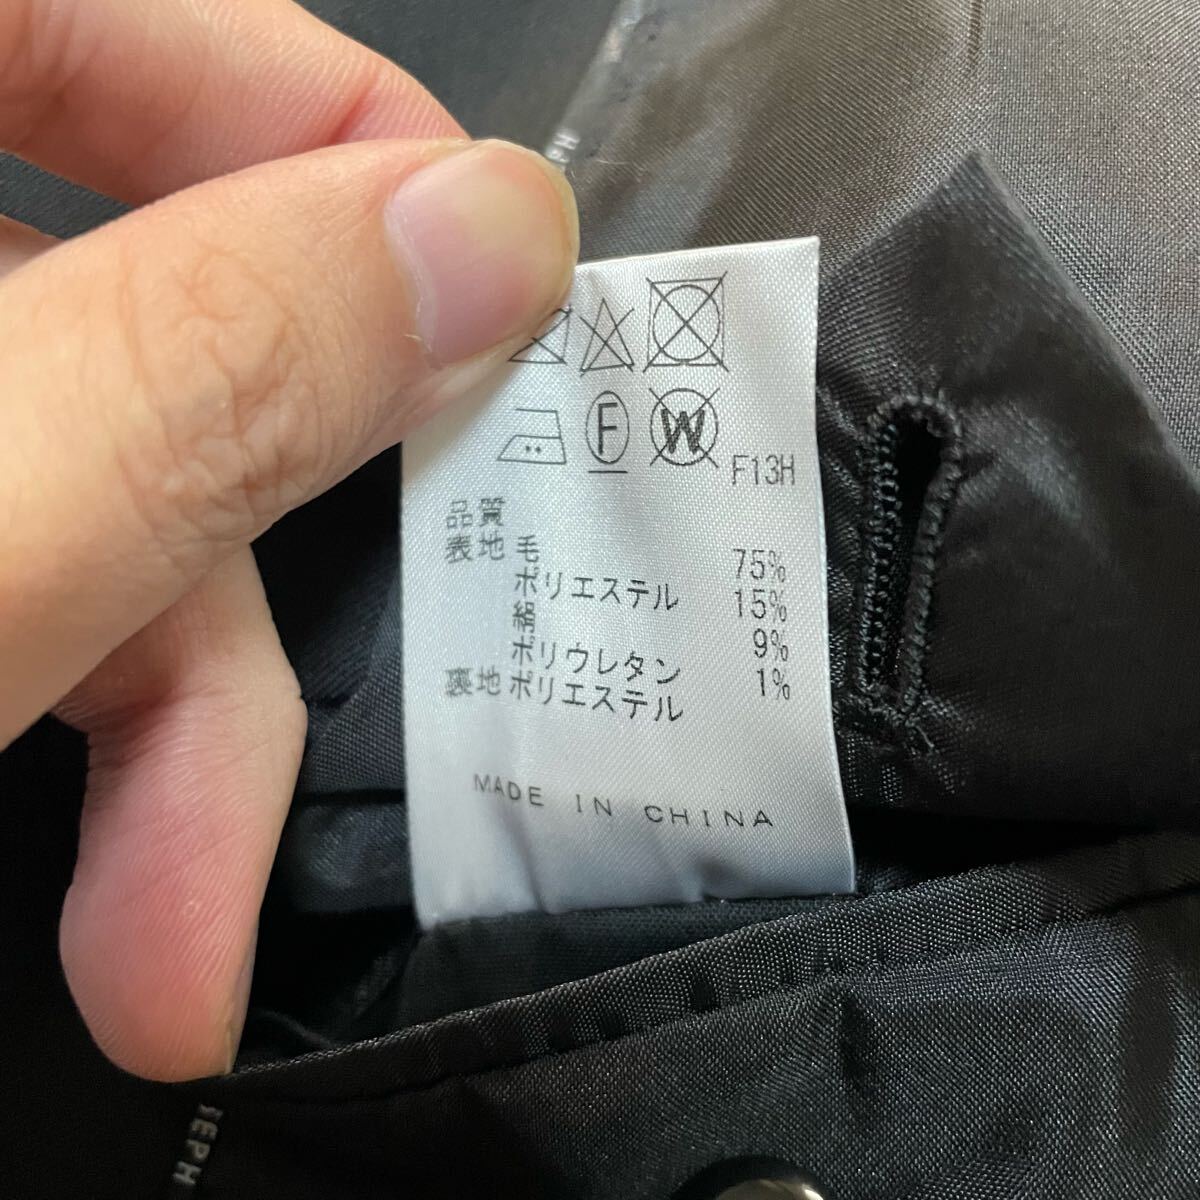 F
W
F13H
品質
表地 毛 75%
ポリエステル 15%
絹 9%
ポリウレタン 1%
裏地 ポリエステル
MADE IN CHINA
SEPH